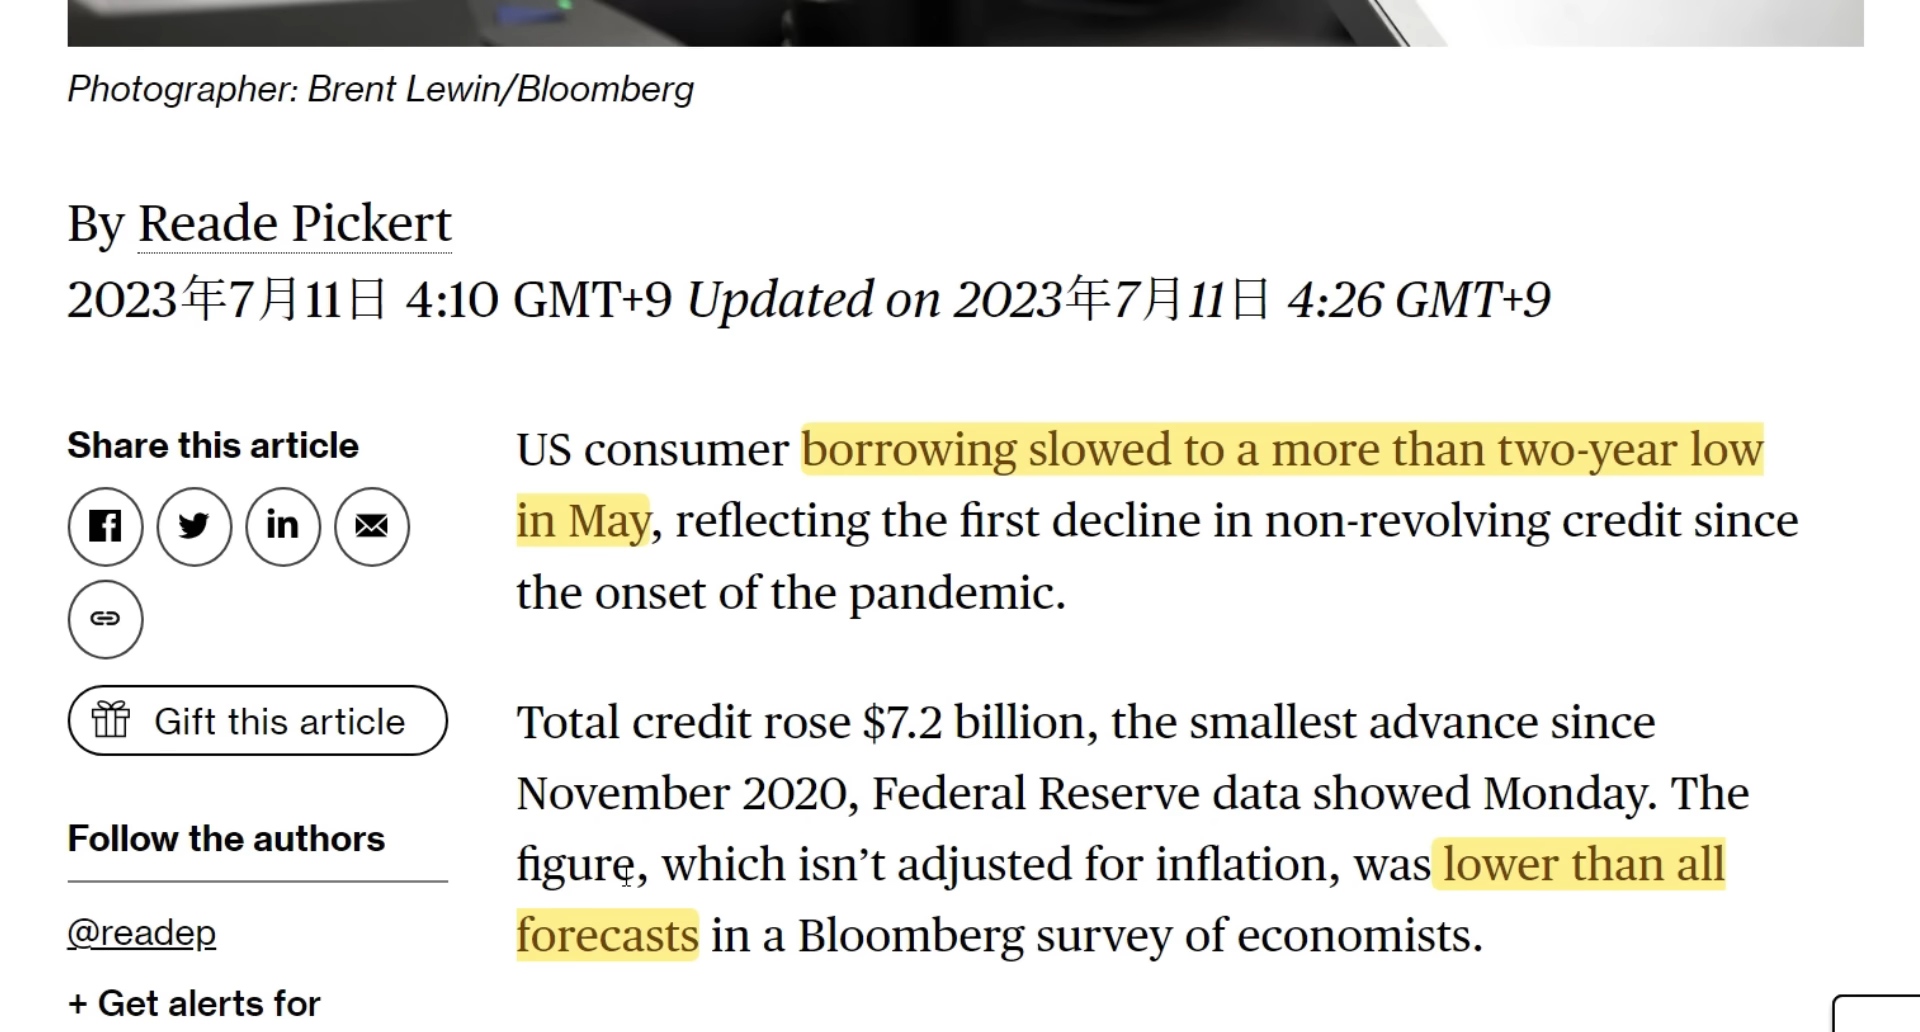 Photographer: Brent Lewin/Bloomberg
By Reade Pickert
2023年7月11日 4:10 GMT+9 Updated on 2023年7月11日 4:26 GMT+9
Share this article
Gift this article
Follow the authors
@readep
+ Get alerts for
US consumer borrowing slowed to a more than two-year low
in May, reflecting the first decline in non-revolving credit since
the onset of the pandemic.
Total credit rose $7.2 billion, the smallest advance since
November 2020, Federal Reserve data showed Monday. The
figure, which isn’t adjusted for inflation, was lower than all
forecasts in a Bloomberg survey of economists.